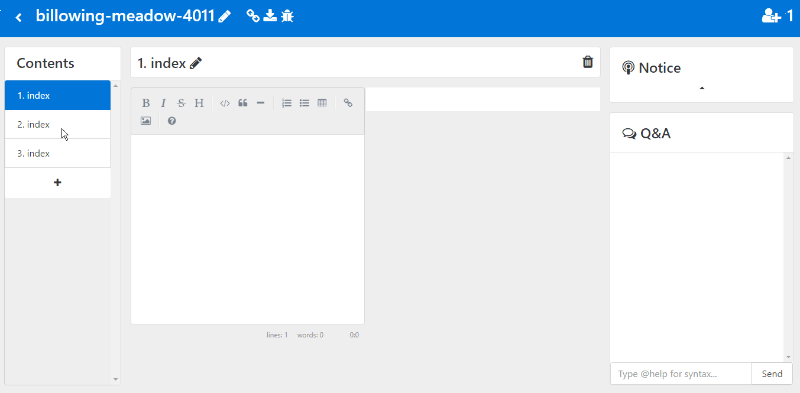 billowing-meadow-4011
1
Contents
1. index
2. index
3. index
1. index
B I S H
lines: 1 words: 0 0:0
Notice
Q&A
Type @help for syntax...
Send